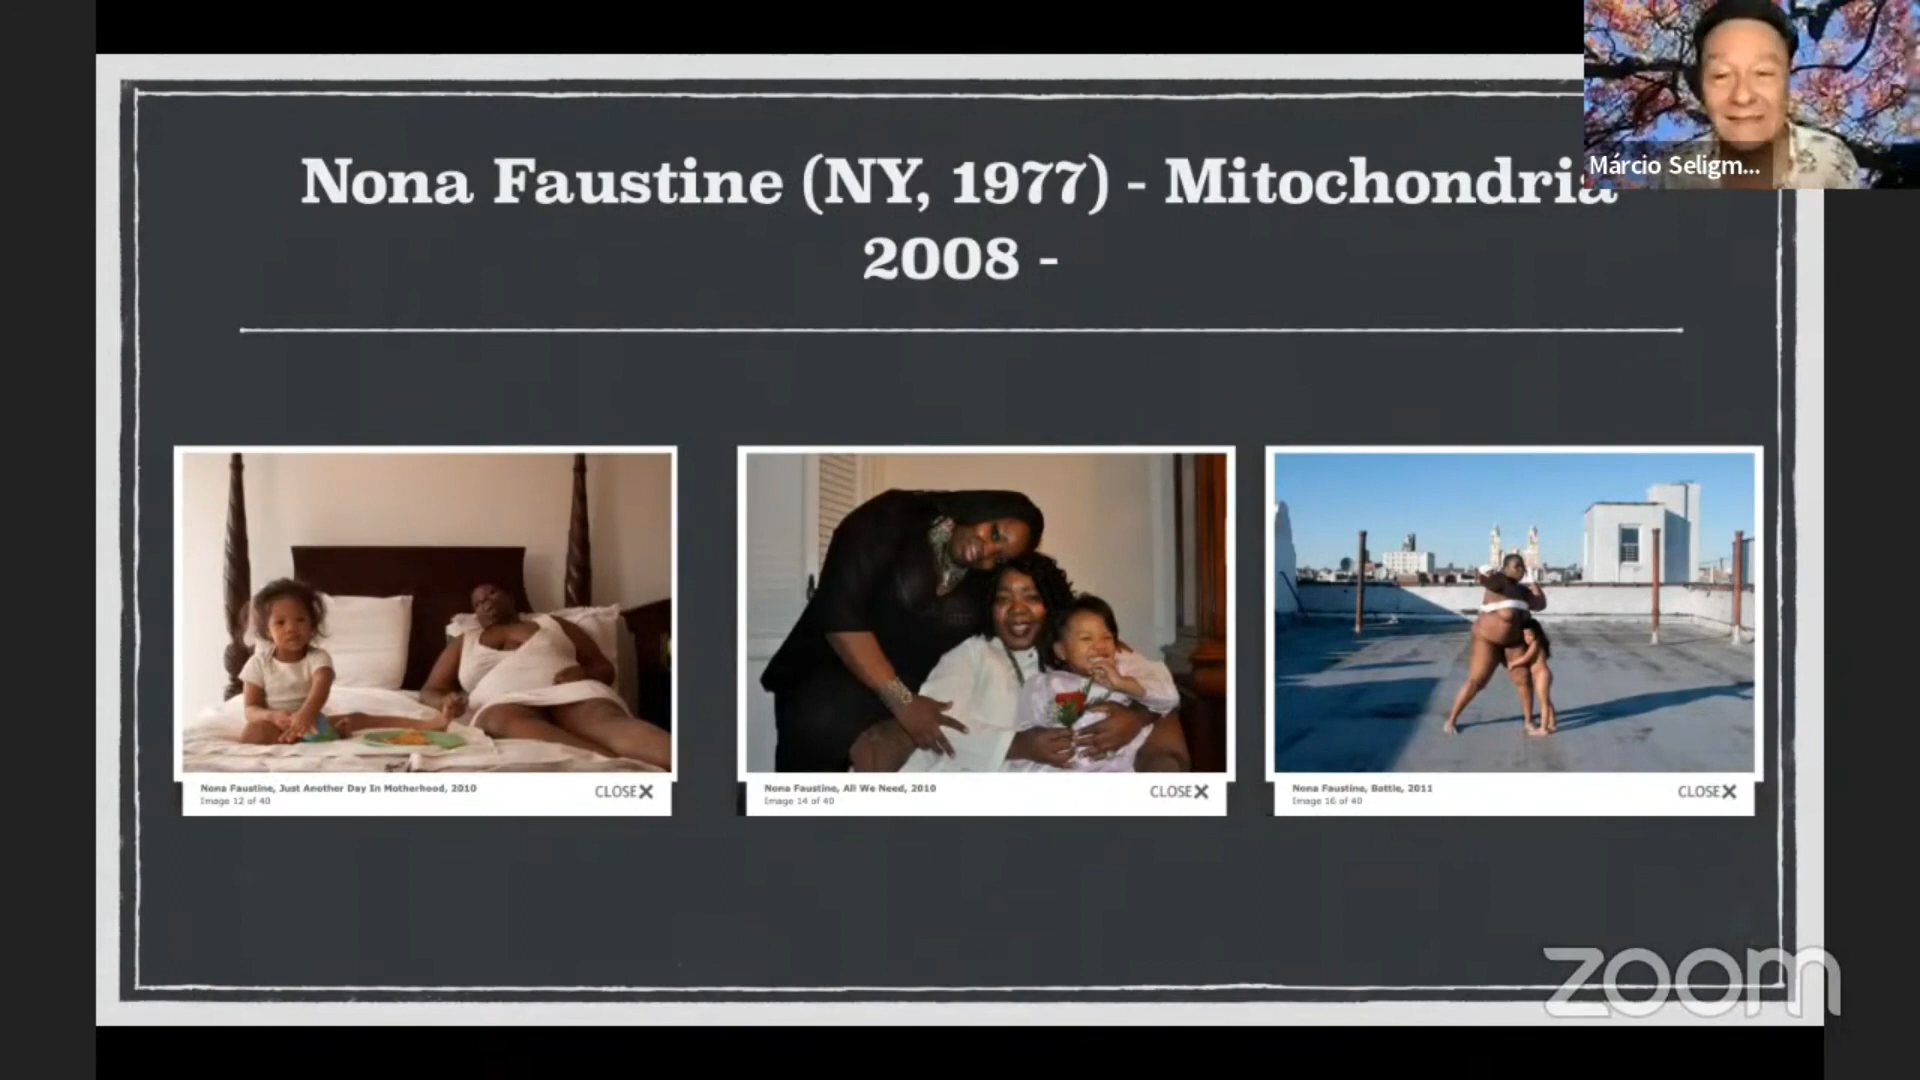 Márcio Seligm...
Nona Faustine (NY, 1977) - Mitochondria
2008 -
Nona Faustine, Just Another Day In Motherhood, 2010
Image 12 of 40
CLOSE X
Nona Faustine, All We Need, 2010
Image 14 of 40
CLOSE X
Nona Faustine, Battle, 2011
Image 16 of 40
CLOSE X
zoom